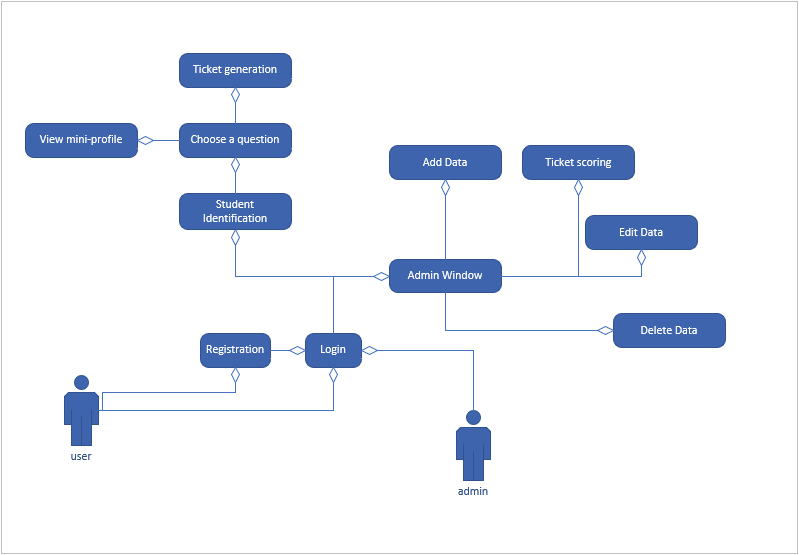 Ticket generation
View mini-profile
Choose a question
Add Data
Ticket scoring
Student
Identification
Edit Data
Admin Window
Delete Data
Registration
Login
user
admin